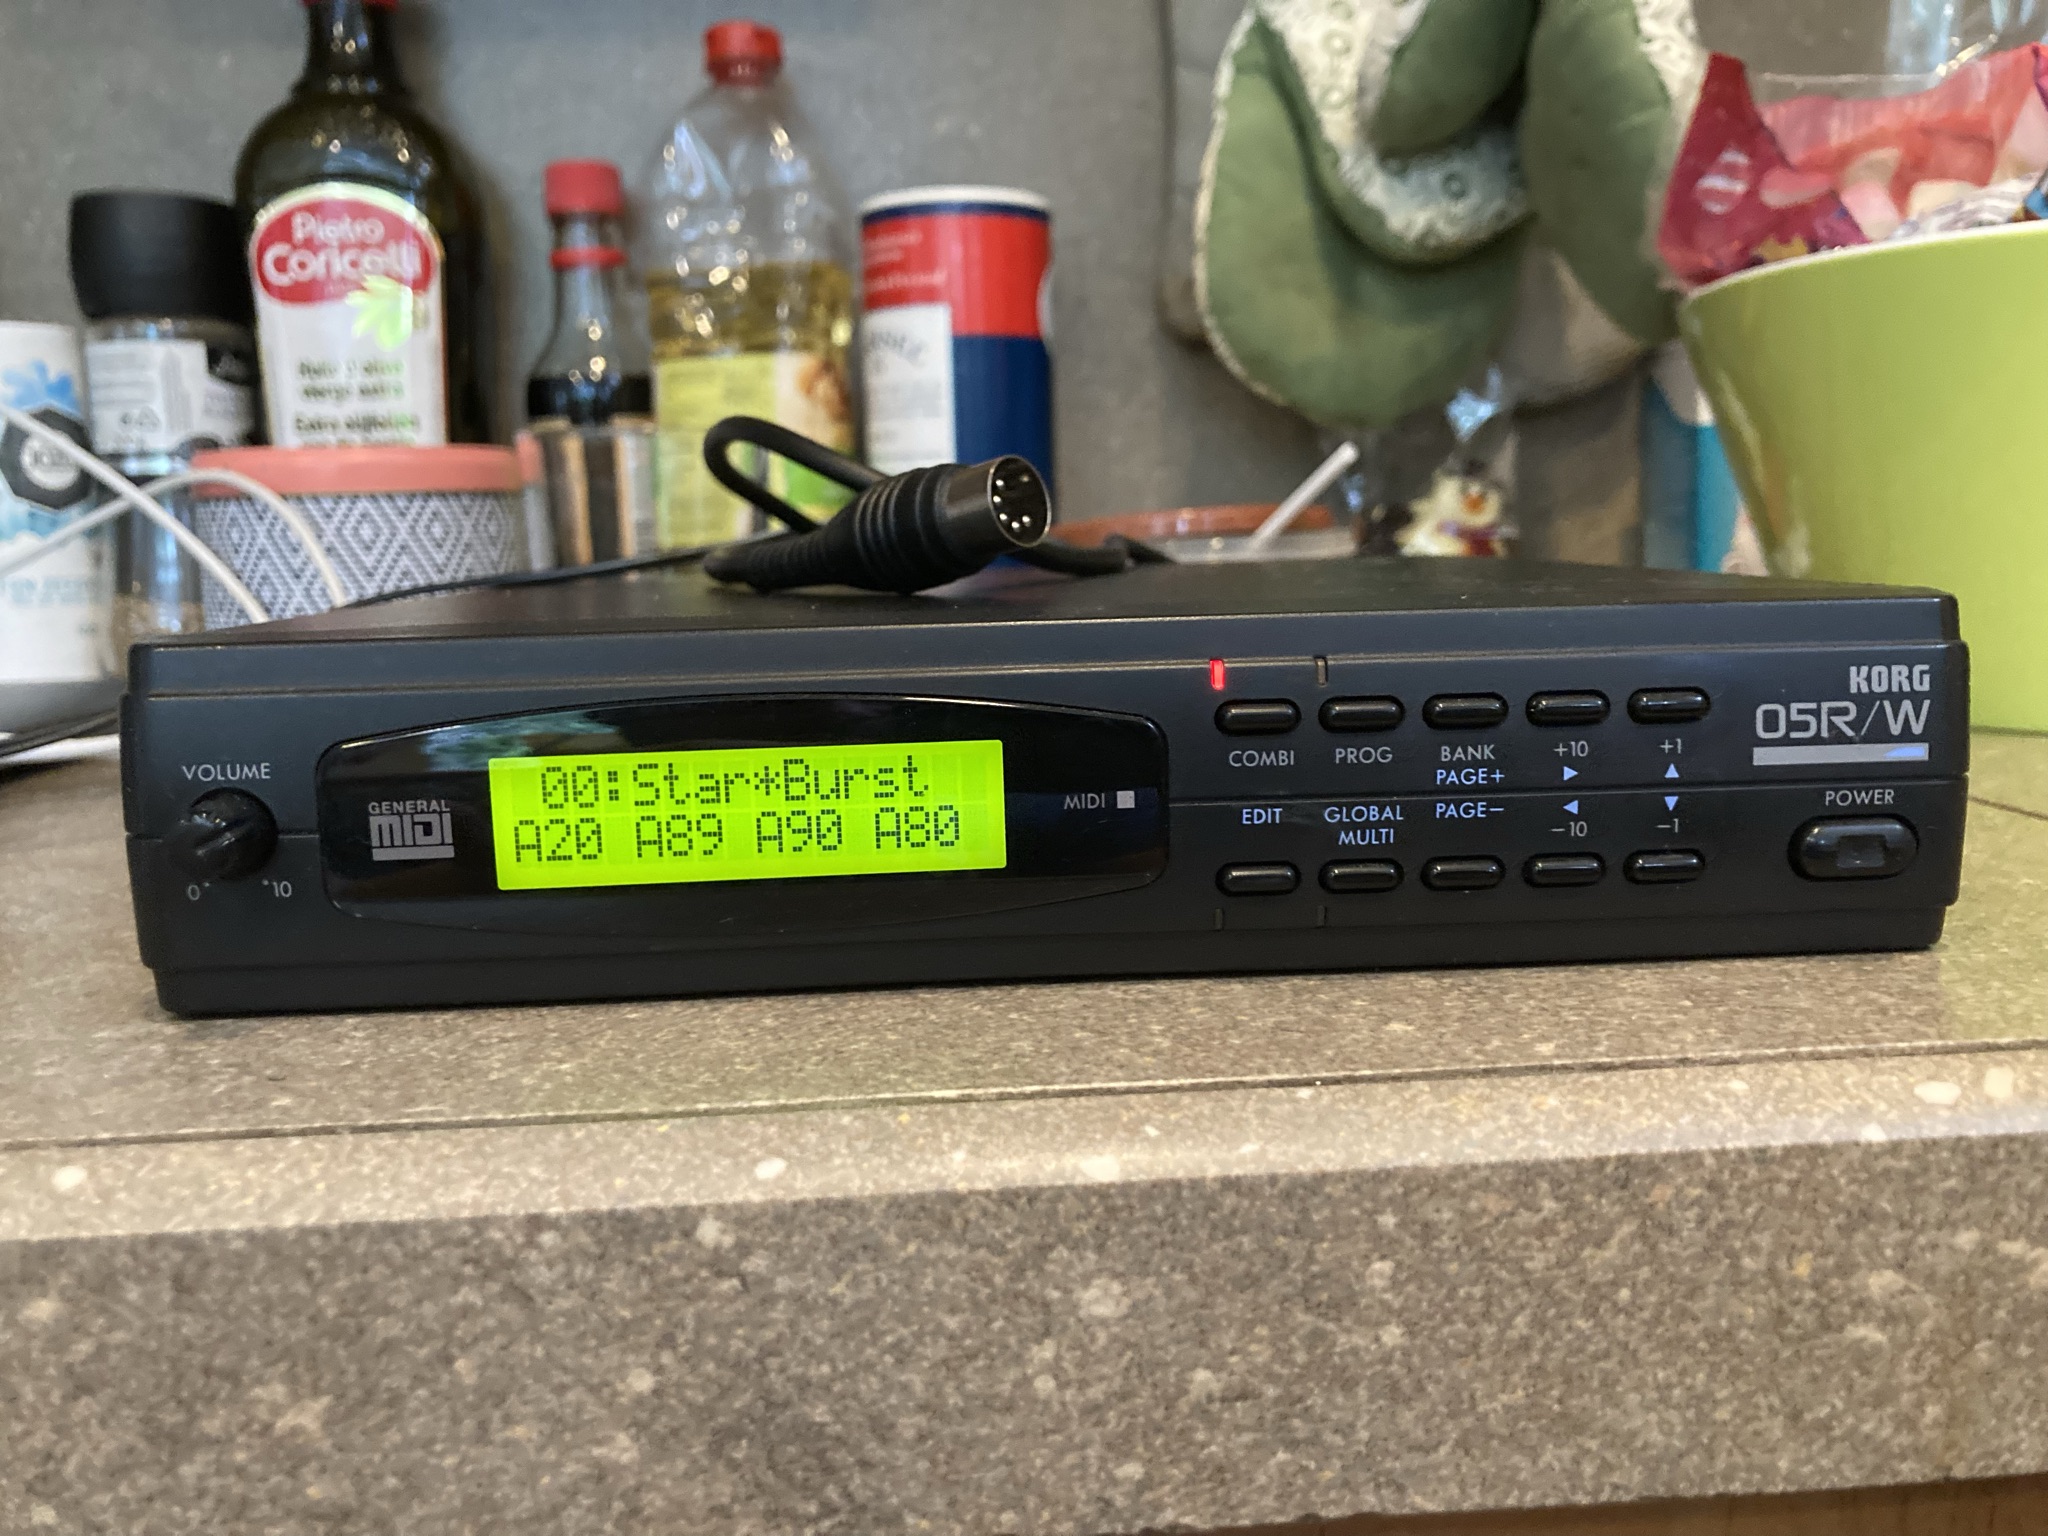 Pietro
Coricelli
VOLUME
0
10
GENERAL
MIDI
00:Star*Burst
A20 A89 A90 A80
MIDI
COMBI
PROG
BANK
PAGE+
+10
+1
EDIT
GLOBAL
MULTI
PAGE−
−10
−1
KORG
05R/W
POWER